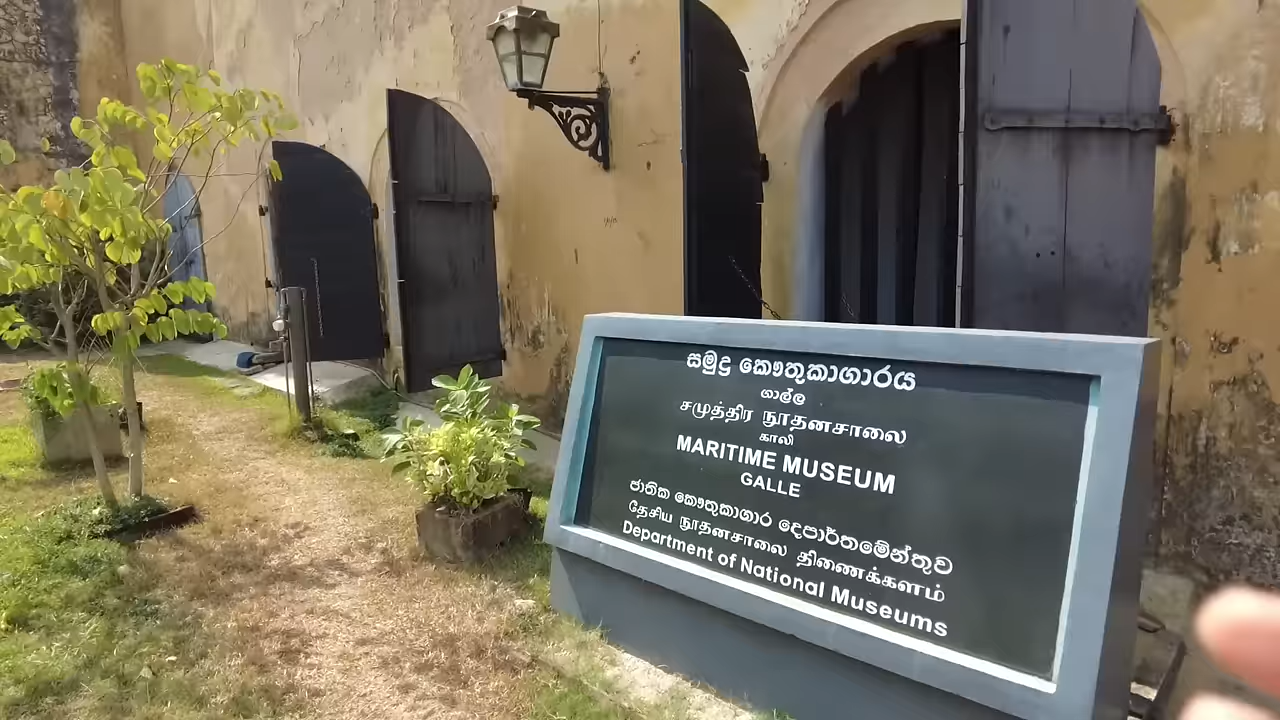 සමුද්‍ර කෞතුකාගාරය
ගාල්ල
சமுத்திர நூதனசாலை
காலி
MARITIME MUSEUM
GALLE
ජාතික කෞතුකාගාර දෙපාර්තමේන්තුව
தேசிய நூதனசாலை திணைக்களம்
Department of National Museums